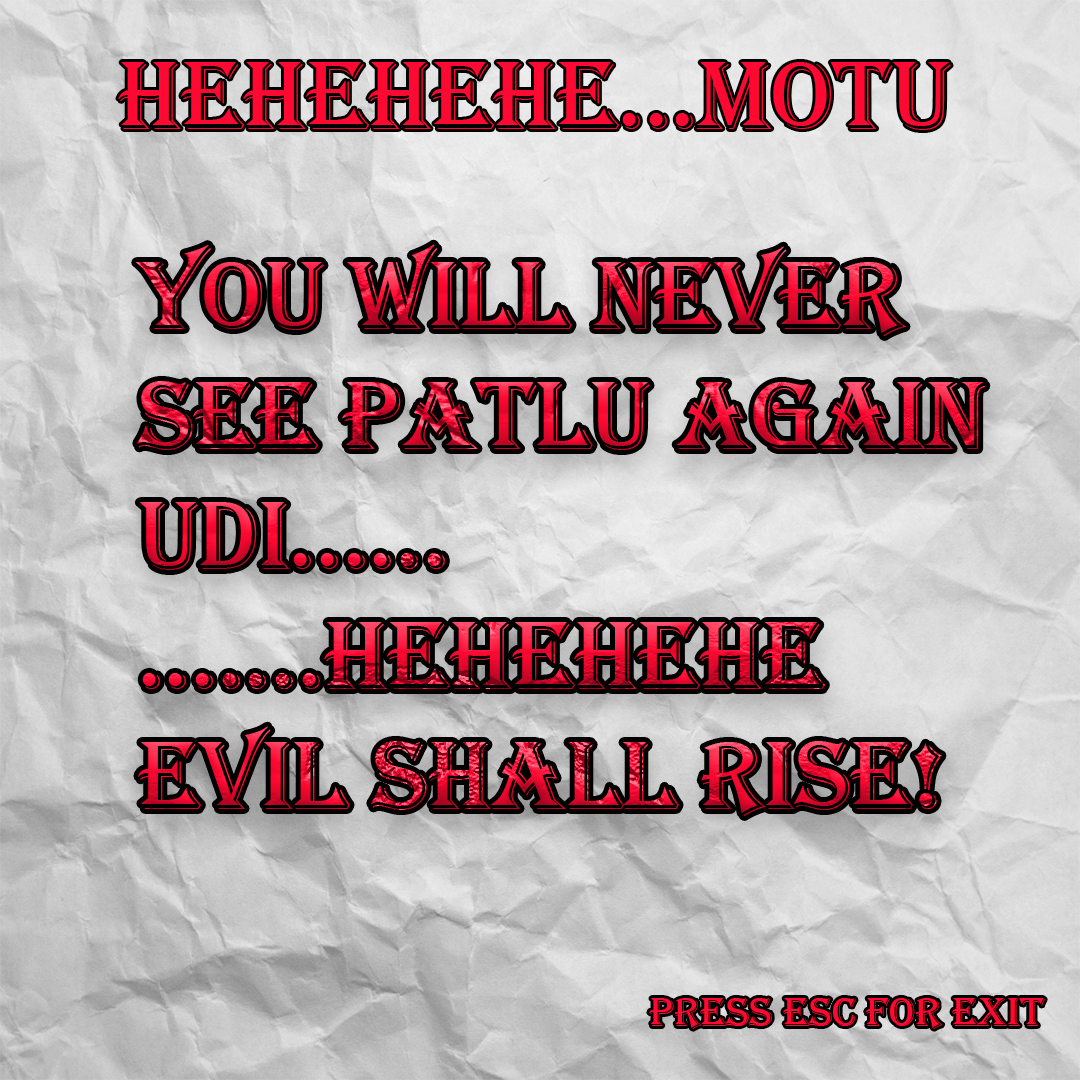 HEHEHEHE...MOTU
YOU WILL NEVER
SEE PATLU AGAIN
UDI......
........HEHEHEHE
EVIL SHALL RISE!
PRESS ESC FOR EXIT